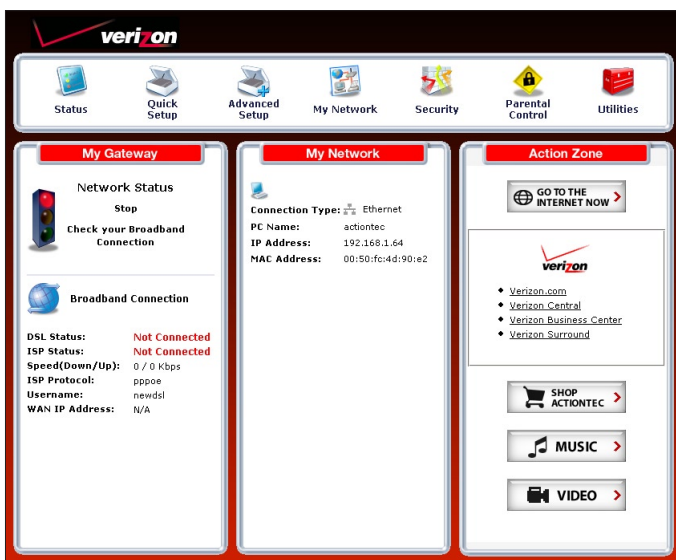 verizon
Status
Quick
Setup
Advanced
Setup
My Network
Security
Parental
Control
Utilities
My Gateway
Network Status
Stop
Check your Broadband
Connection
Broadband Connection
DSL Status: Not Connected
ISP Status: Not Connected
Speed(Down/Up): 0 / 0 Kbps
ISP Protocol: pppoe
Username: newdsl
WAN IP Address: N/A
My Network
Connection Type: Ethernet
PC Name: actiontec
IP Address: 192.168.1.64
MAC Address: 00:50:fc:4d:90:e2
Action Zone
GO TO THE
INTERNET NOW
verizon
Verizon.com
Verizon Central
Verizon Business Center
Verizon Surround
SHOP
ACTIONTEC
MUSIC
VIDEO